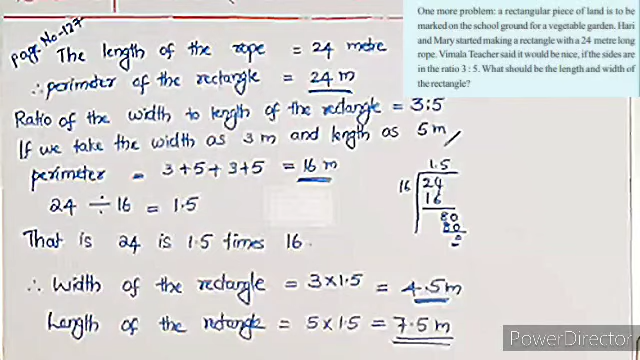 One more problem: a rectangular piece of land is to be
marked on the school ground for a vegetable garden. Hari
and Mary started making a rectangle with a 24 metre long
rope. Vimala Teacher said it would be nice, if the sides are
in the ratio 3 : 5. What should be the length and width of
the rectangle?
page No-127
The length of the rope = 24 metre
∴ perimeter of the rectangle = 24 m
Ratio of the width to length of the rectangle = 3:5
If we take the width as 3 m and length as 5 m
perimeter = 3+5+3+5 = 16 m
24 ÷ 16 = 1.5
That is 24 is 1.5 times 16.
1.5
16 24
16
80
80
0
∴ Width of the rectangle = 3×1.5 = 4.5 m
Length of the rectangle = 5×1.5 = 7.5 m
PowerDirector